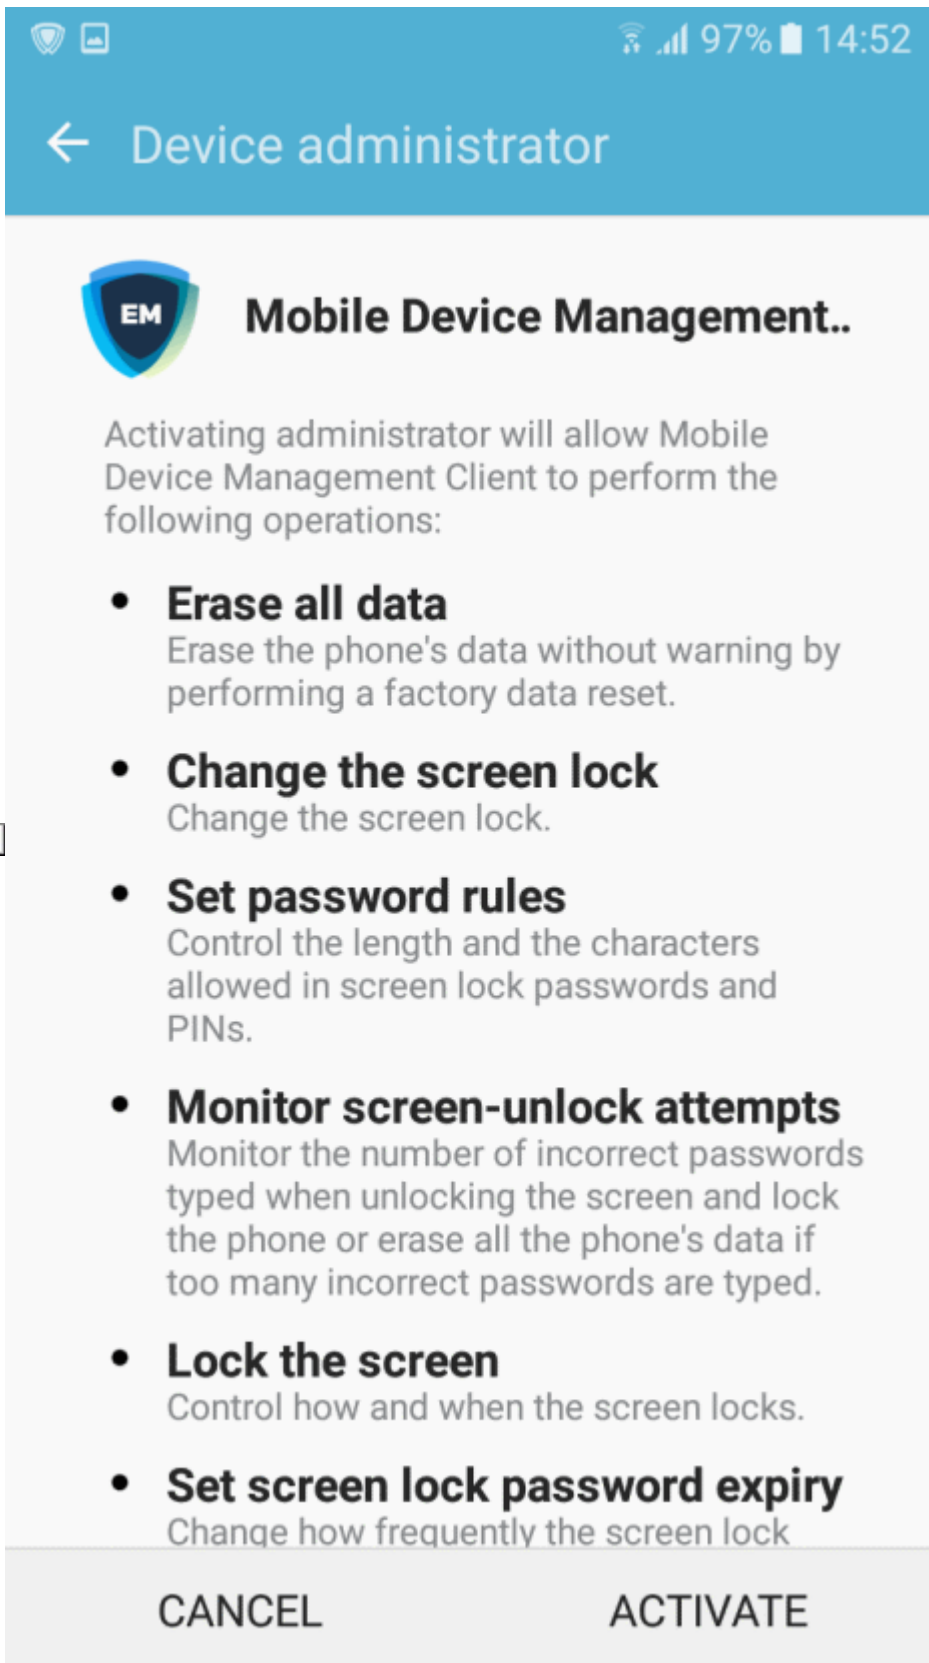 97% 14:52
Device administrator
EM
Mobile Device Management..
Activating administrator will allow Mobile
Device Management Client to perform the
following operations:
• Erase all data
Erase the phone's data without warning by
performing a factory data reset.
• Change the screen lock
Change the screen lock.
• Set password rules
Control the length and the characters
allowed in screen lock passwords and
PINs.
• Monitor screen-unlock attempts
Monitor the number of incorrect passwords
typed when unlocking the screen and lock
the phone or erase all the phone's data if
too many incorrect passwords are typed.
• Lock the screen
Control how and when the screen locks.
• Set screen lock password expiry
Change how frequently the screen lock
CANCEL ACTIVATE